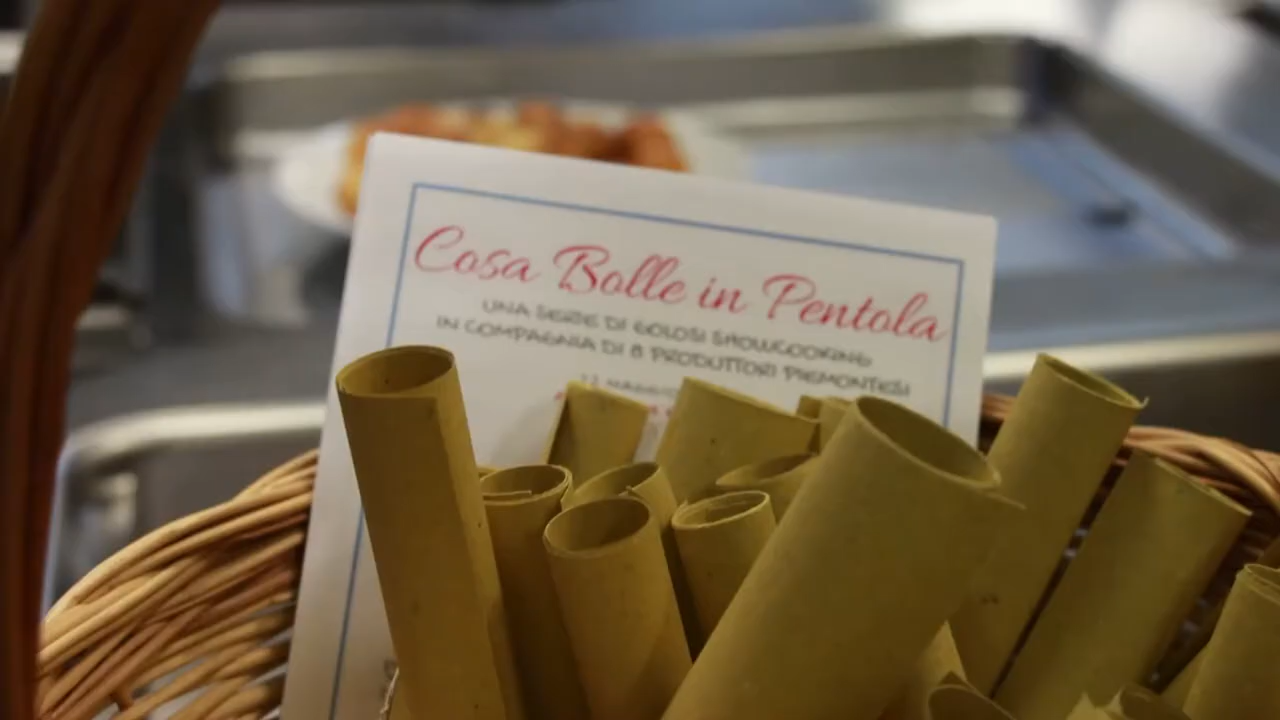 Cosa Bolle in Pentola
UNA SERIE DI GOLOSI SHOWCOOKING
IN COMPAGNIA DI 8 PRODUTTORI PIEMONTESI